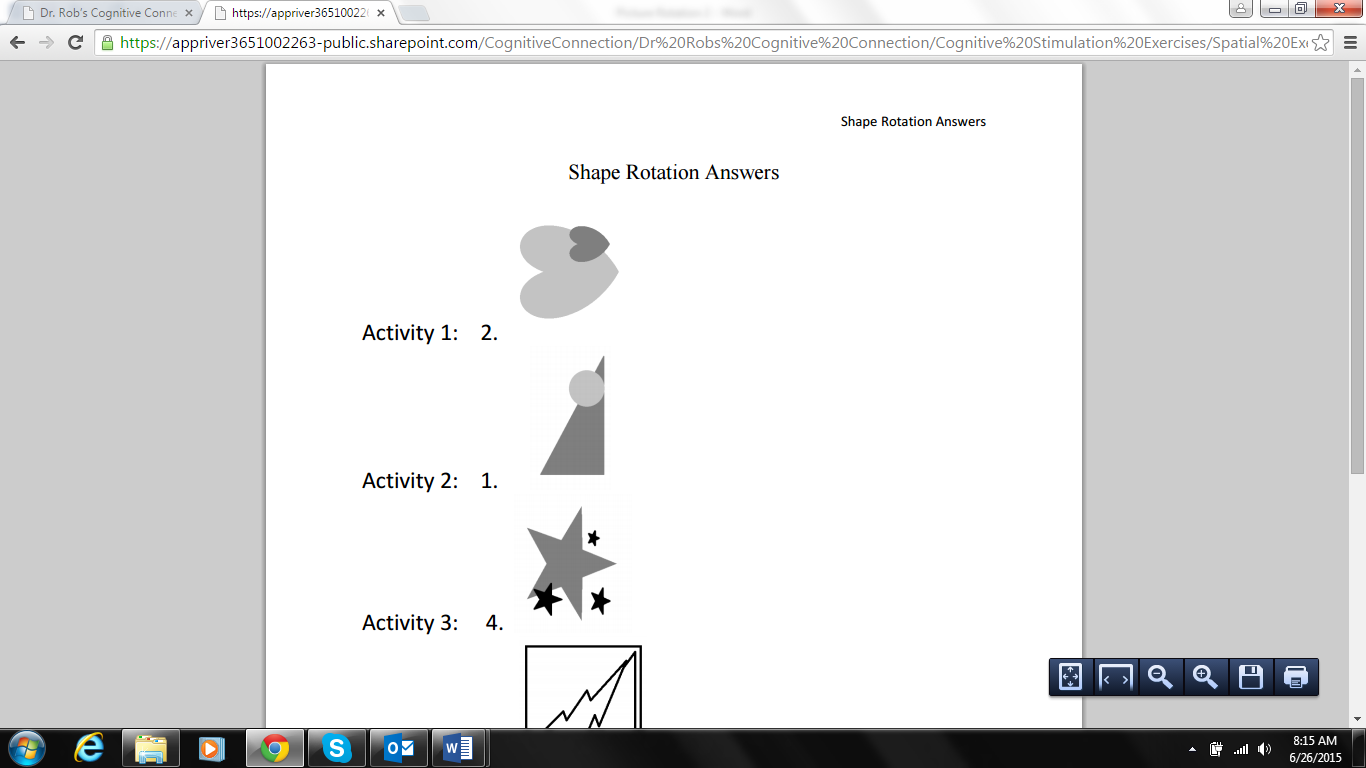 Dr. Rob's Cognitive Conne
https://appriver365100226
https://appriver3651002263-public.sharepoint.com/CognitiveConnection/Dr%20Robs%20Cognitive%20Connection/Cognitive%20Stimulation%20Exercises/Spatial%20Exe
Shape Rotation Answers
Shape Rotation Answers
Activity 1: 2.
Activity 2: 1.
Activity 3: 4.
8:15 AM
6/26/2015